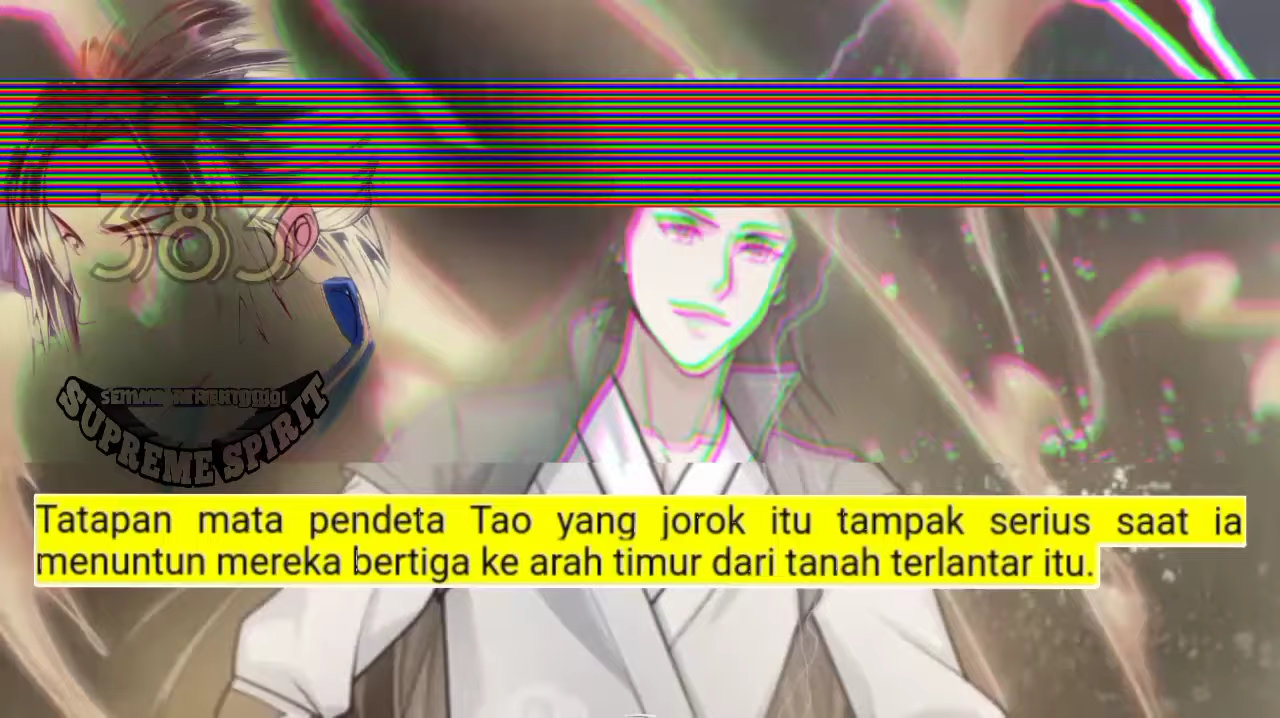 383
SUPREME SPIRIT
Tatapan mata pendeta Tao yang jorok itu tampak serius saat ia
menuntun mereka bertiga ke arah timur dari tanah terlantar itu.